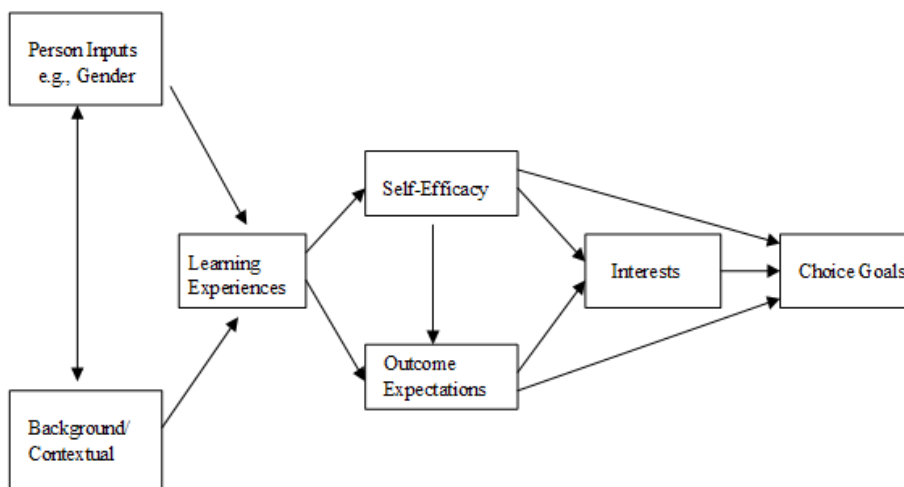 Person Inputs
e.g., Gender
Self-Efficacy
Learning
Experiences
Interests
Choice Goals
Outcome
Expectations
Background/
Contextual